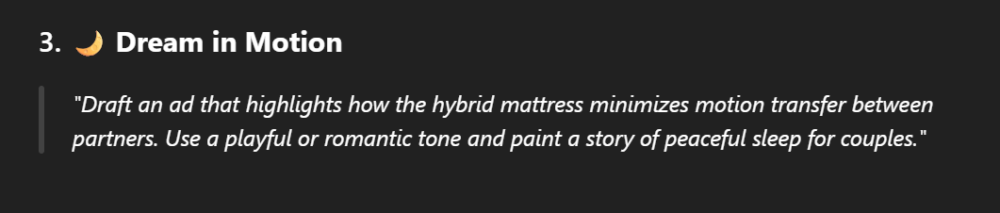 3. 🌙 Dream in Motion
"Draft an ad that highlights how the hybrid mattress minimizes motion transfer between
partners. Use a playful or romantic tone and paint a story of peaceful sleep for couples."